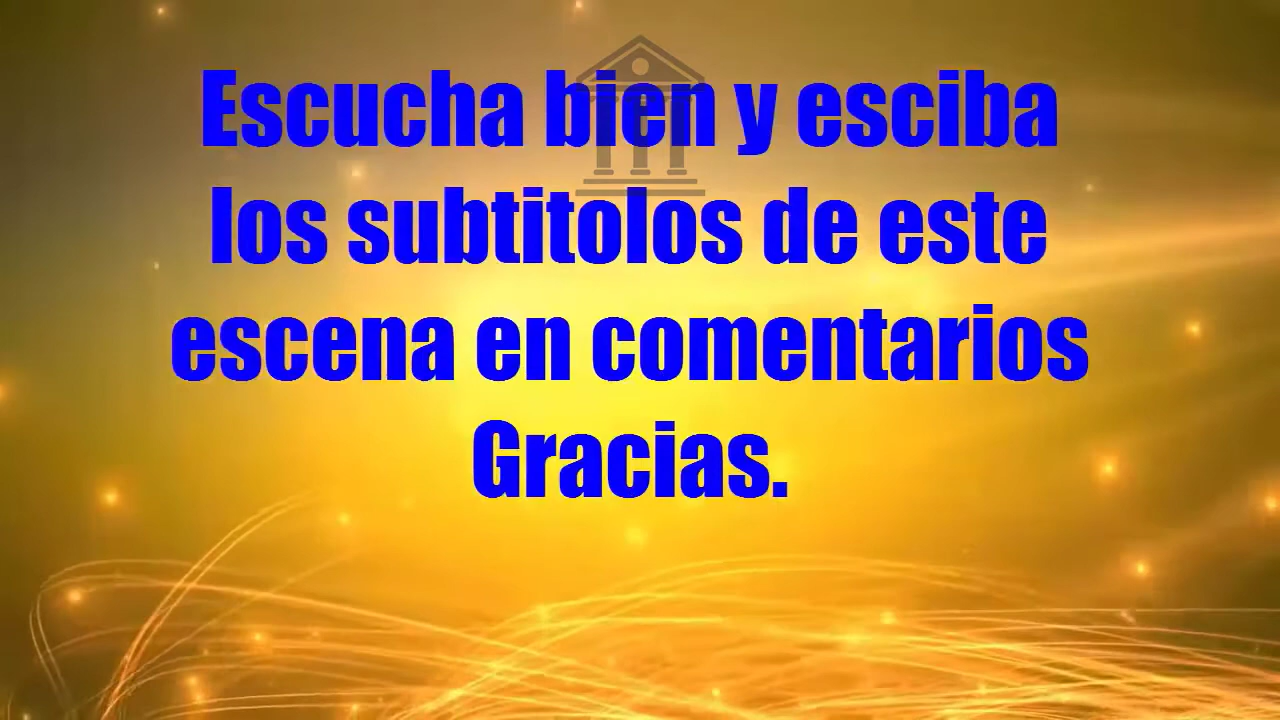 Escucha bien y esciba
los subtitolos de este
escena en comentarios
Gracias.